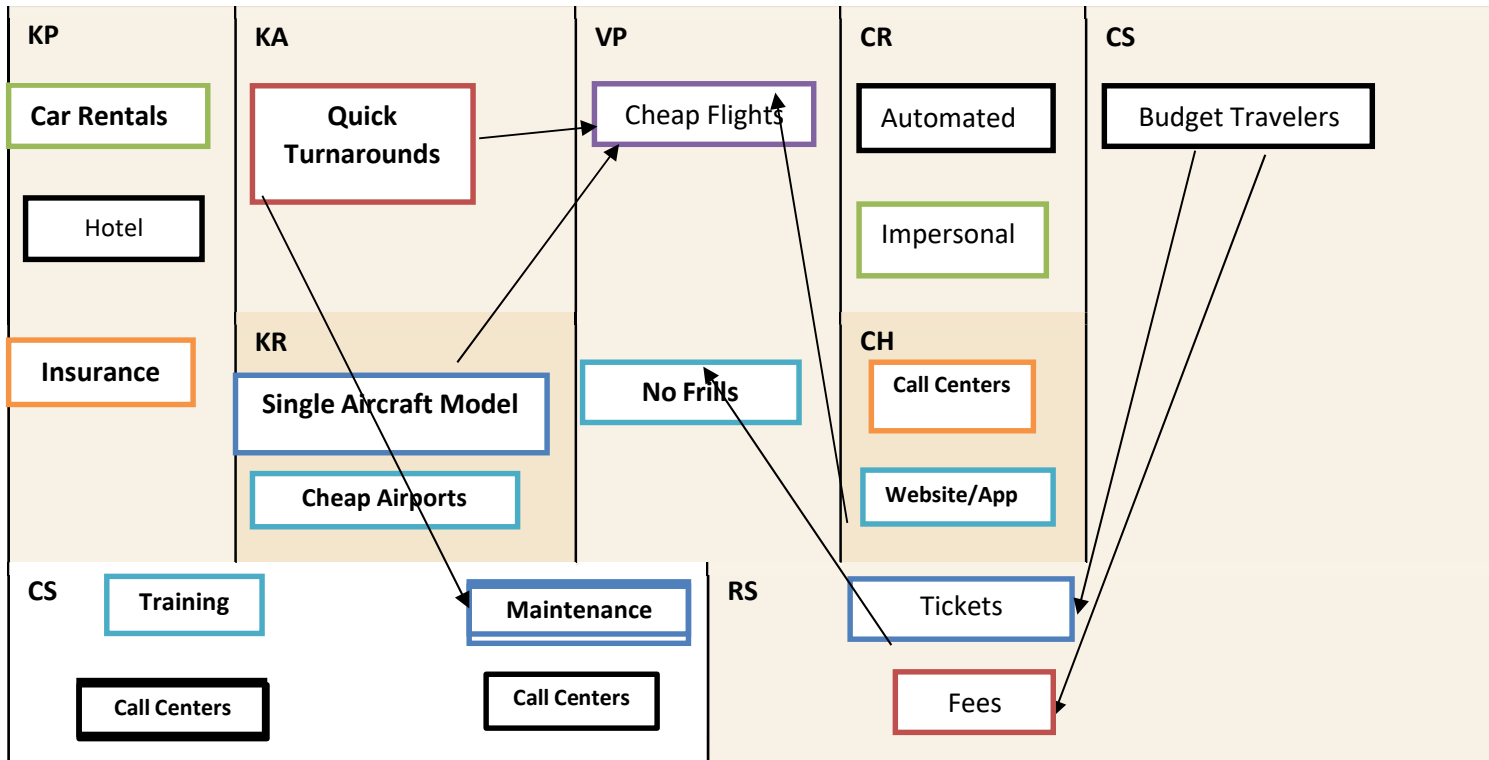 KP
Car Rentals
Hotel
Insurance
KA
Quick
Turnarounds
KR
Single Aircraft Model
Cheap Airports
VP
Cheap Flights
No Frills
CR
Automated
Impersonal
CH
Call Centers
Website/App
CS
Budget Travelers
CS
Training
Maintenance
Call Centers
Call Centers
RS
Tickets
Fees